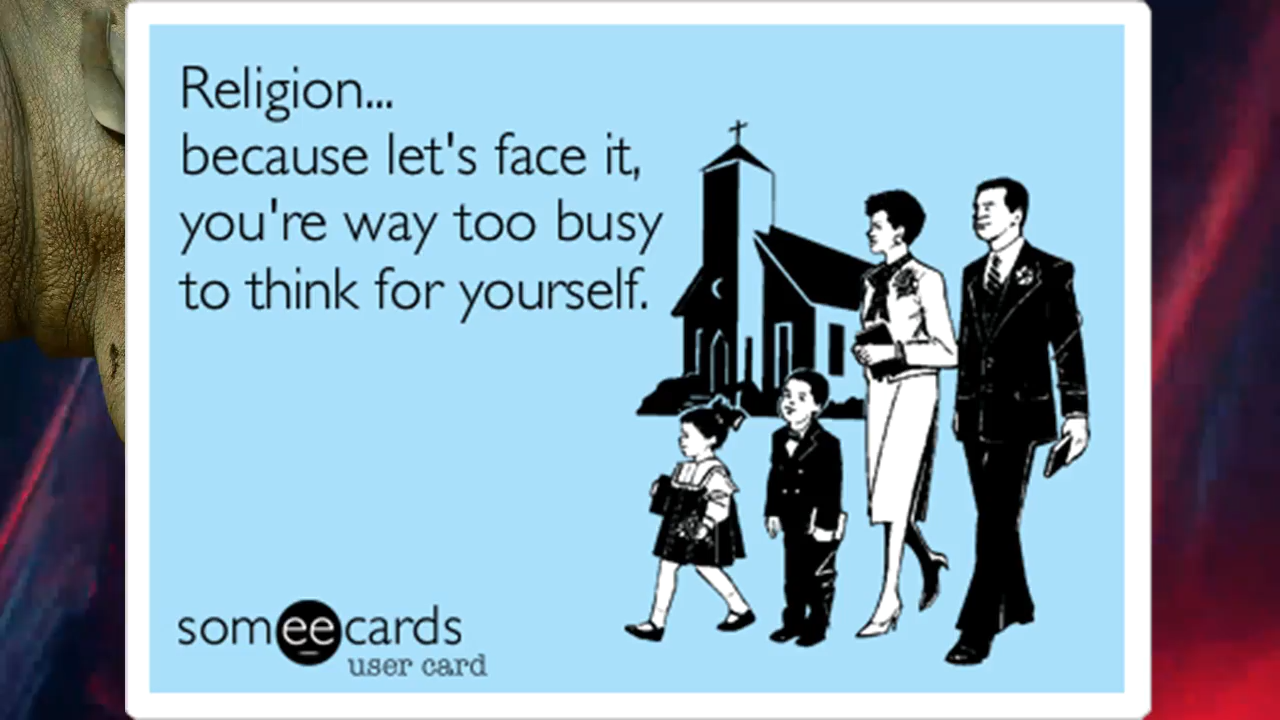 Religion...
because let's face it,
you're way too busy
to think for yourself.
someecards
user card